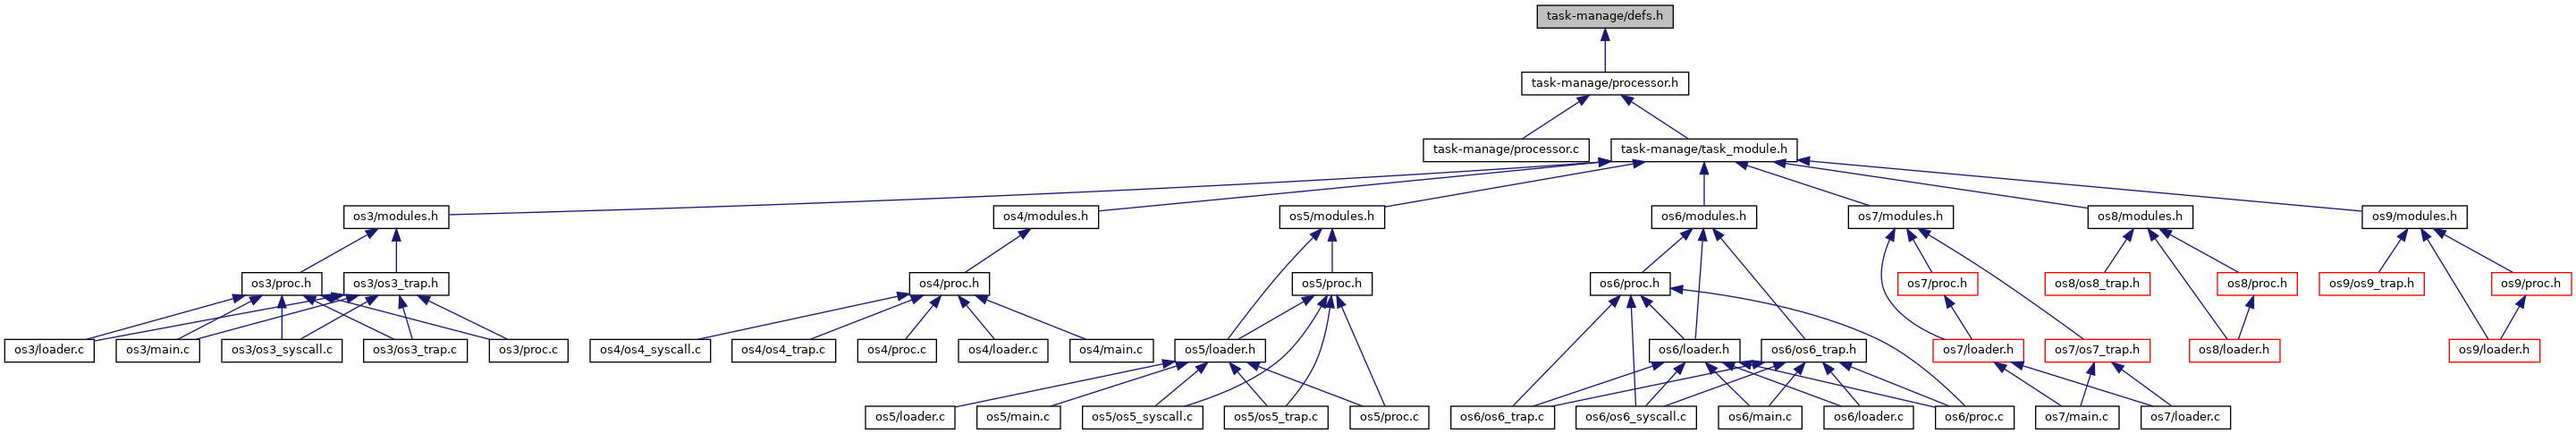 task-manage/defs.h
task-manage/processor.h
task-manage/processor.c
task-manage/task_module.h
os3/modules.h
os4/modules.h
os5/modules.h
os6/modules.h
os7/modules.h
os8/modules.h
os9/modules.h
os3/proc.h
os3/os3_trap.h
os4/proc.h
os5/proc.h
os6/proc.h
os7/proc.h
os8/os8_trap.h
os8/proc.h
os9/os9_trap.h
os9/proc.h
os3/loader.c
os3/main.c
os3/os3_syscall.c
os3/os3_trap.c
os3/proc.c
os4/os4_syscall.c
os4/os4_trap.c
os4/proc.c
os4/loader.c
os4/main.c
os5/loader.h
os6/loader.h
os6/os6_trap.h
os7/loader.h
os7/os7_trap.h
os8/loader.h
os9/loader.h
os5/loader.c
os5/main.c
os5/os5_syscall.c
os5/os5_trap.c
os5/proc.c
os6/os6_trap.c
os6/os6_syscall.c
os6/main.c
os6/loader.c
os6/proc.c
os7/main.c
os7/loader.c